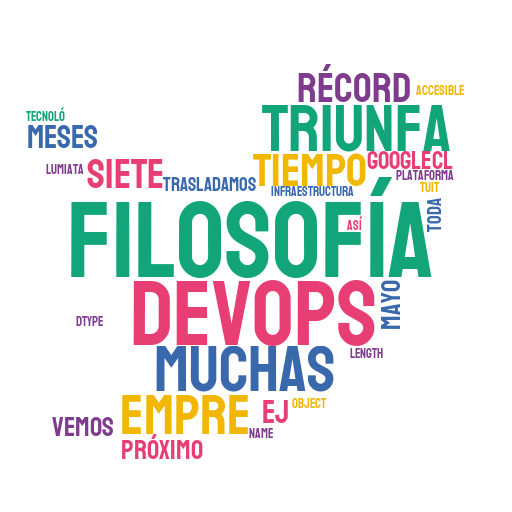 RÉCORD
ACCESIBLE
TRIUNFA
TECNOLÓ
MESES
TIEMPO
GOOGLECL
LUMIATA
SIETE
PLATAFORMA
TRASLADAMOS
INFRAESTRUCTURA
TUIT
TODA
FILOSOFÍA
ASÍ
DEVOPS
MAYO
DTYPE
MUCHAS
LENGTH
EMPRE
EJ
OBJECT
VEMOS
NAME
PRÓXIMO